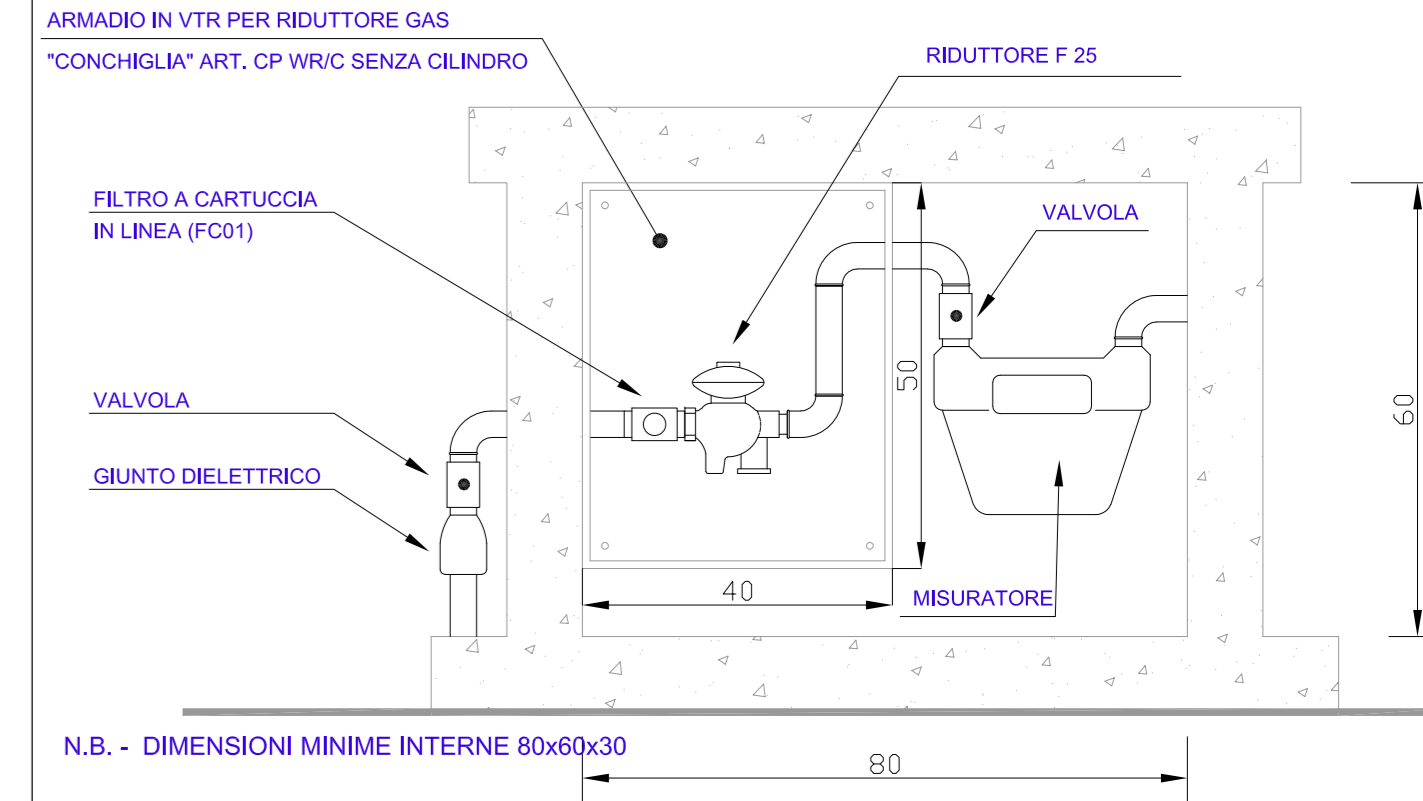 ARMADIO IN VTR PER RIDUTTORE GAS
"CONCHIGLIA" ART. CP WR/C SENZA CILINDRO
RIDUTTORE F 25
FILTRO A CARTUCCIA
IN LINEA (FC01)
VALVOLA
VALVOLA
GIUNTO DIELETTRICO
50
60
40
MISURATORE
N.B. - DIMENSIONI MINIME INTERNE 80x60x30
80